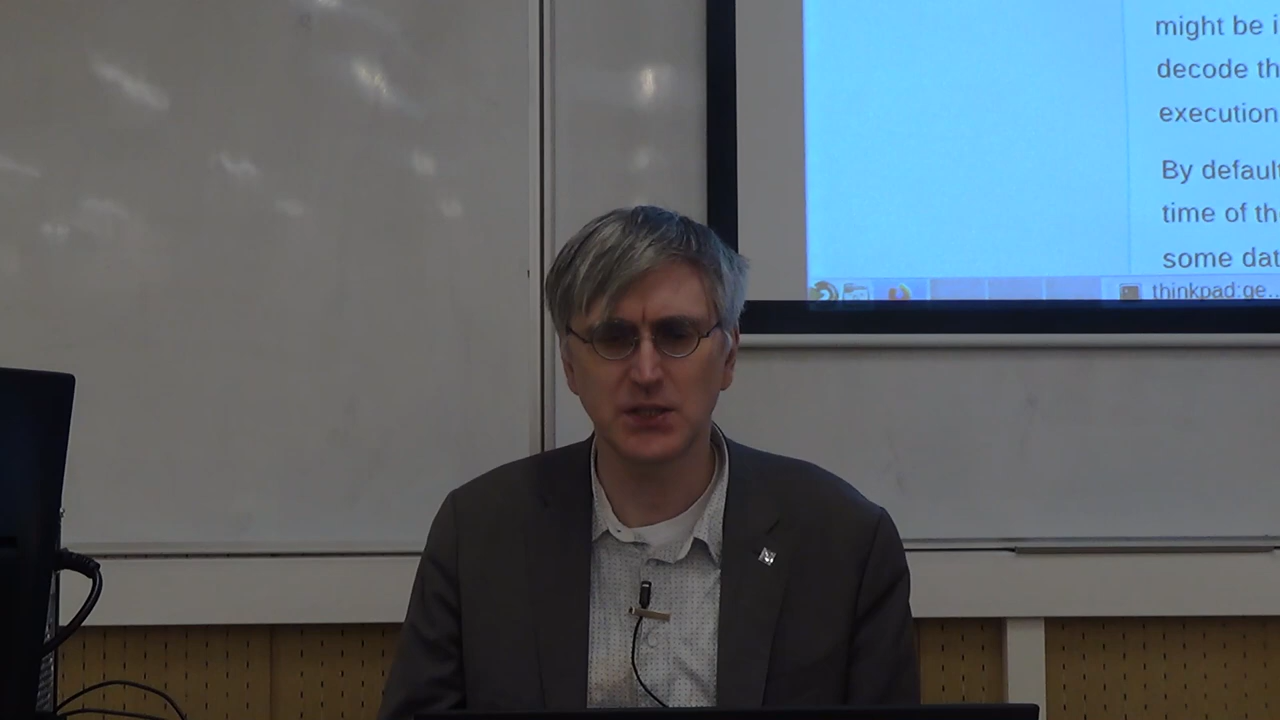 might be i
decode th
execution
By default
time of th
some dat
thinkpad:ge...